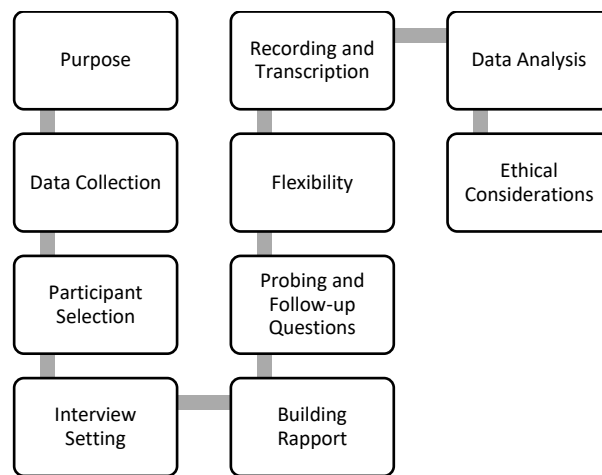 Purpose
Data Collection
Participant
Selection
Interview
Setting
Building
Rapport
Probing and
Follow-up
Questions
Flexibility
Recording and
Transcription
Data Analysis
Ethical
Considerations